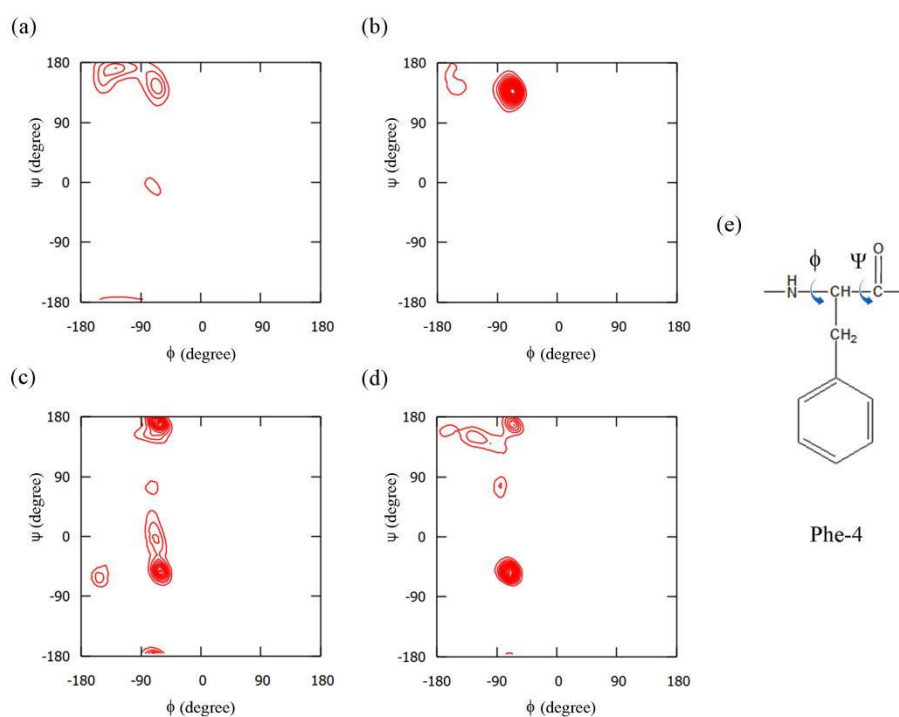 (a)
180
90
0
-90
-180
ψ (degree)
-180 -90 0 90 180
ϕ (degree)
(b)
180
90
0
-90
-180
ψ (degree)
-180 -90 0 90 180
ϕ (degree)
(c)
180
90
0
-90
-180
ψ (degree)
-180 -90 0 90 180
ϕ (degree)
(d)
180
90
0
-90
-180
ψ (degree)
-180 -90 0 90 180
ϕ (degree)
(e)
O
ϕ Ψ
H
N CH C
CH2
Phe-4